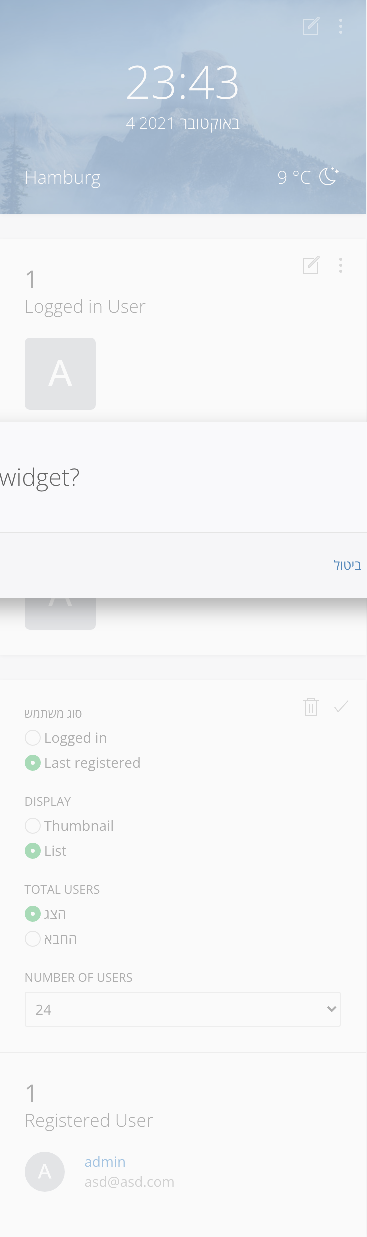 23:43
4 באוקטובר 2021
Hamburg
9 °C
1
Logged in User
A
widget?
ביטול
A
סוג משתמש
Logged in
Last registered
DISPLAY
Thumbnail
List
TOTAL USERS
הצג
החבא
NUMBER OF USERS
24
1
Registered User
A
admin
asd@asd.com